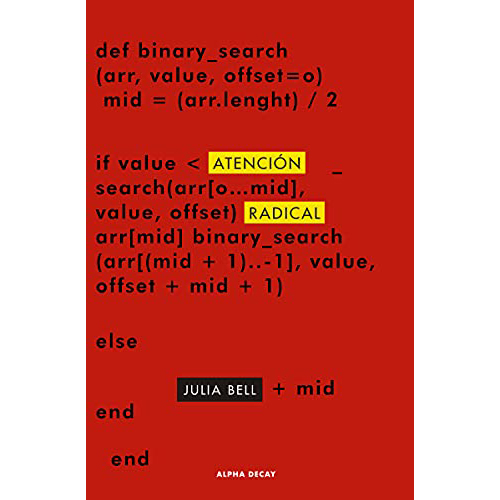 def binary_search
(arr, value, offset=o)
mid = (arr.lenght) / 2
if value < ATENCIÓN _
search(arr[o...mid],
value, offset) RADICAL
arr[mid] binary_search
(arr[(mid + 1)..-1], value,
offset + mid + 1)
else
JULIA BELL + mid
end
end
ALPHA DECAY